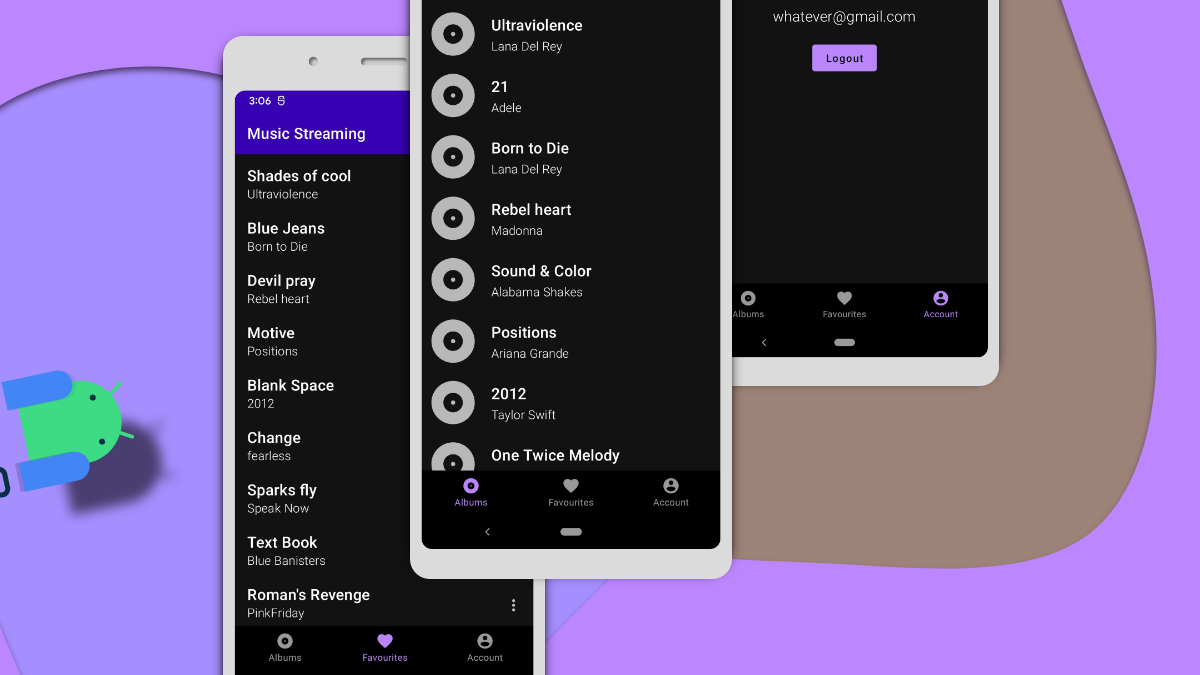 3:06
Music Streaming
Shades of cool
Ultraviolence
Blue Jeans
Born to Die
Devil pray
Rebel heart
Motive
Positions
Blank Space
2012
Change
fearless
Sparks fly
Speak Now
Text Book
Blue Banisters
Roman's Revenge
PinkFriday
Albums
Favourites
Account
Ultraviolence
Lana Del Rey
21
Adele
Born to Die
Lana Del Rey
Rebel heart
Madonna
Sound & Color
Alabama Shakes
Positions
Ariana Grande
2012
Taylor Swift
One Twice Melody
Albums
Favourites
Account
whatever@gmail.com
Logout
Albums
Favourites
Account